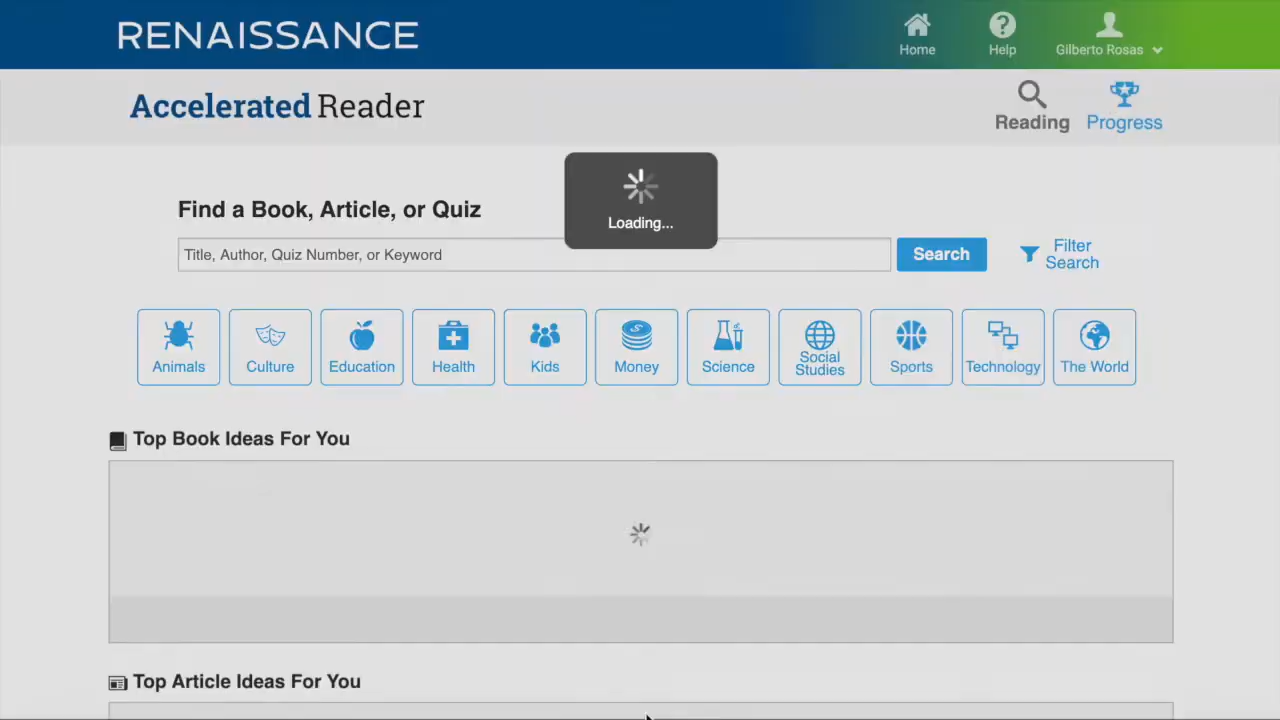 RENAISSANCE
Home
Help
Gilberto Rosas
Accelerated Reader
Reading
Progress
Loading...
Find a Book, Article, or Quiz
Title, Author, Quiz Number, or Keyword
Search
Filter
Search
Animals
Culture
Education
Health
Kids
Money
Science
Social
Studies
Sports
Technology
The World
Top Book Ideas For You
Top Article Ideas For You